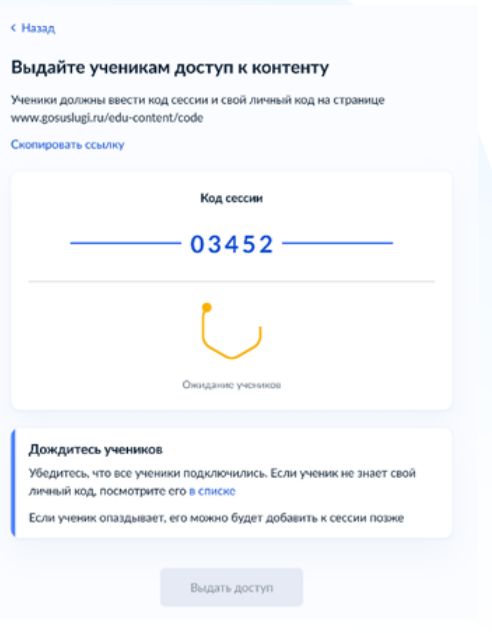 < Назад
Выдайте ученикам доступ к контенту
Ученики должны ввести код сессии и свой личный код на странице
www.gosuslugi.ru/edu-content/code
Скопировать ссылку
Код сессии
03452
Ожидание учеников
Дождитесь учеников
Убедитесь, что все ученики подключились. Если ученик не знает свой
личный код, посмотрите его в списке
Если ученик опаздывает, его можно будет добавить к сессии позже
Выдать доступ